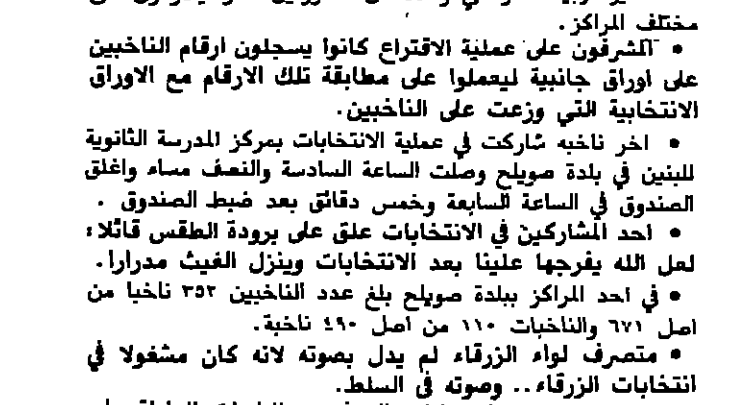 مختلف المراكز.
• المشرفون على عملية الاقتراع كانوا يسجلون ارقام الناخبين
على اوراق جانبية ليعملوا على مطابقة تلك الارقام مع الاوراق
الانتخابية التي وزعت على الناخبين.
• اخر ناخبه شاركت في عملية الانتخابات بمركز المدرسة الثانوية
للبنين في بلدة صويلح وصلت الساعة السادسة والنصف مساء واغلق
الصندوق في الساعة السابعة وخمس دقائق بعد ضبط الصندوق .
• احد المشاركين في الانتخابات علق على برودة الطقس قائلا:
لعل الله يفرجها علينا بعد الانتخابات وينزل الغيث مدرارا.
• في احد المراكز ببلدة صويلح بلغ عدد الناخبين ٣٥٢ ناخبا من
اصل ٦٧١ والناخبات ١١٠ من اصل ٤٩٠ ناخبة.
• متصرف لواء الزرقاء لم يدل بصوته لانه كان مشغولا في
انتخابات الزرقاء.. وصوته في السلط.